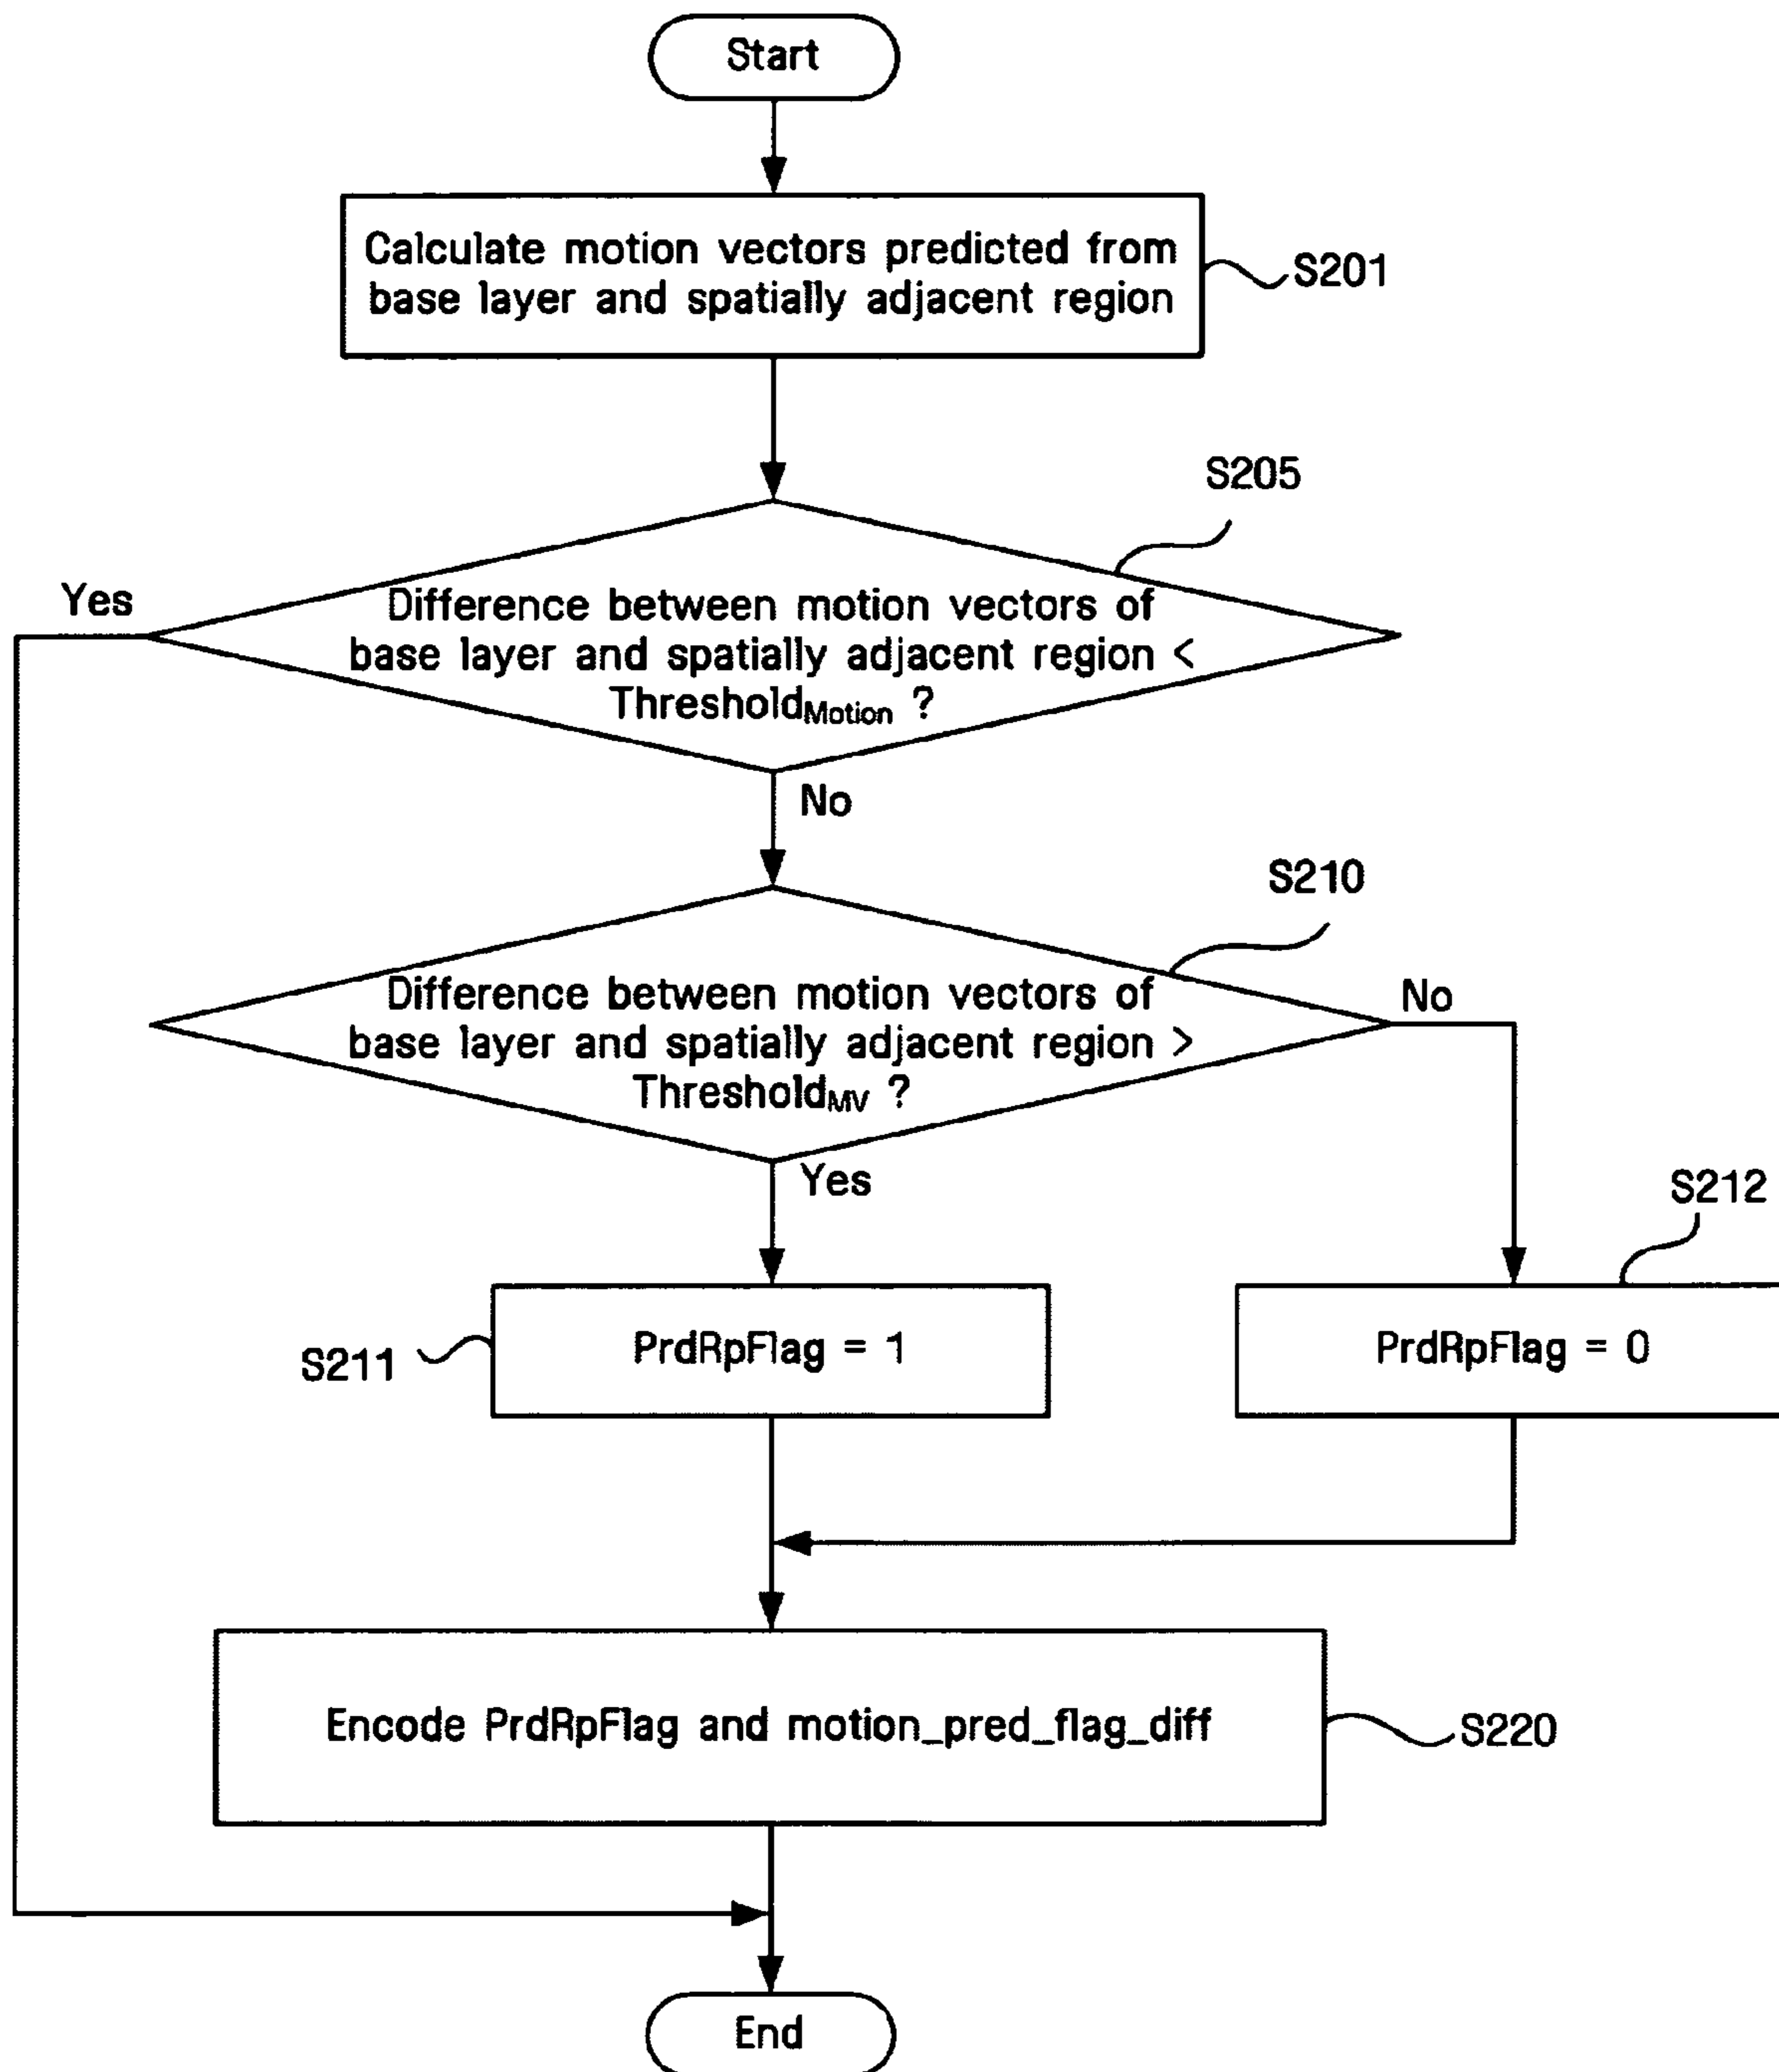 Start
Calculate motion vectors predicted from
base layer and spatially adjacent region
S201
S205
Yes
Difference between motion vectors of
base layer and spatially adjacent region <
ThresholdMotion ?
No
S210
Difference between motion vectors of
base layer and spatially adjacent region >
ThresholdMV ?
No
Yes
S212
S211
PrdRpFlag = 1
PrdRpFlag = 0
Encode PrdRpFlag and motion_pred_flag_diff
S220
End